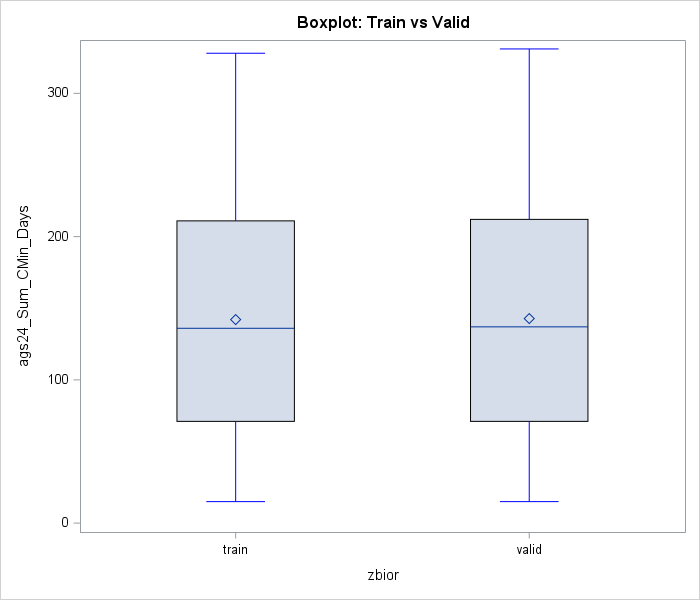 Boxplot: Train vs Valid
ags24_Sum_CMin_Days
300
200
100
0
train
valid
zbior